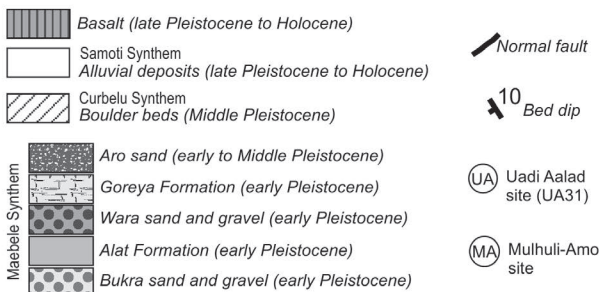 Basalt (late Pleistocene to Holocene)
Samoti Synthem
Alluvial deposits (late Pleistocene to Holocene)
Curbelu Synthem
Boulder beds (Middle Pleistocene)
Maebele Synthem
Aro sand (early to Middle Pleistocene)
Goreya Formation (early Pleistocene)
Wara sand and gravel (early Pleistocene)
Alat Formation (early Pleistocene)
Bukra sand and gravel (early Pleistocene)
Normal fault
10
Bed dip
UA
Uadi Aalad
site (UA31)
MA
Mulhuli-Amo
site